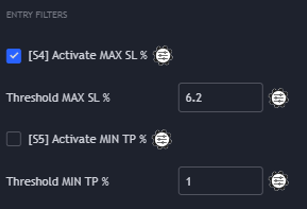 ENTRY FILTERS
[S4] Activate MAX SL %
Threshold MAX SL % 6.2
[S5] Activate MIN TP %
Threshold MIN TP % 1